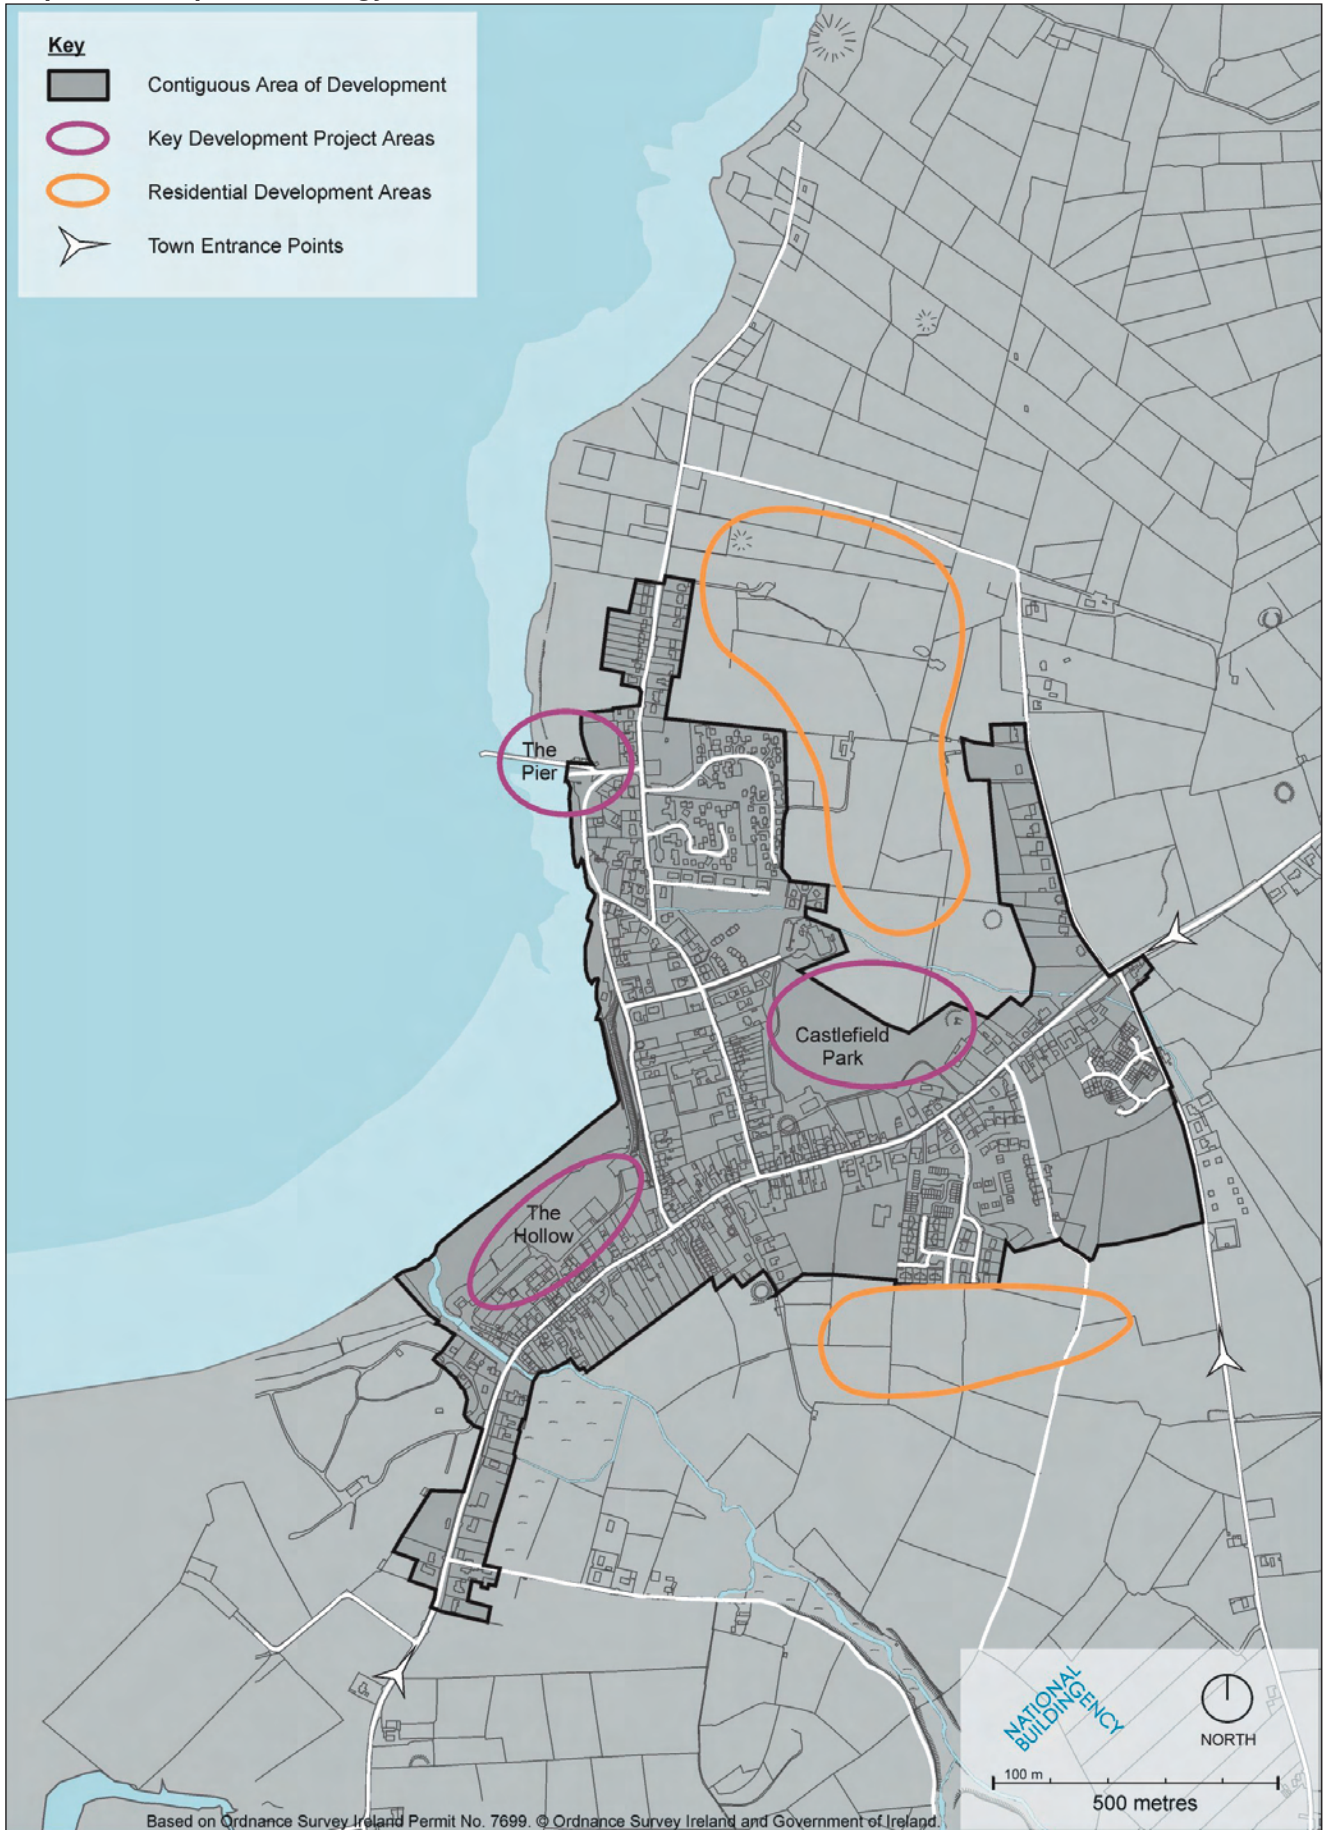 Key
Contiguous Area of Development
Key Development Project Areas
Residential Development Areas
Town Entrance Points
The
Pier
Castlefield
Park
The
Hollow
NATIONAL
BUILDINGENCY
NORTH
100 m
500 metres
Based on Ordnance Survey Ireland Permit No. 7699. © Ordnance Survey Ireland and Government of Ireland.